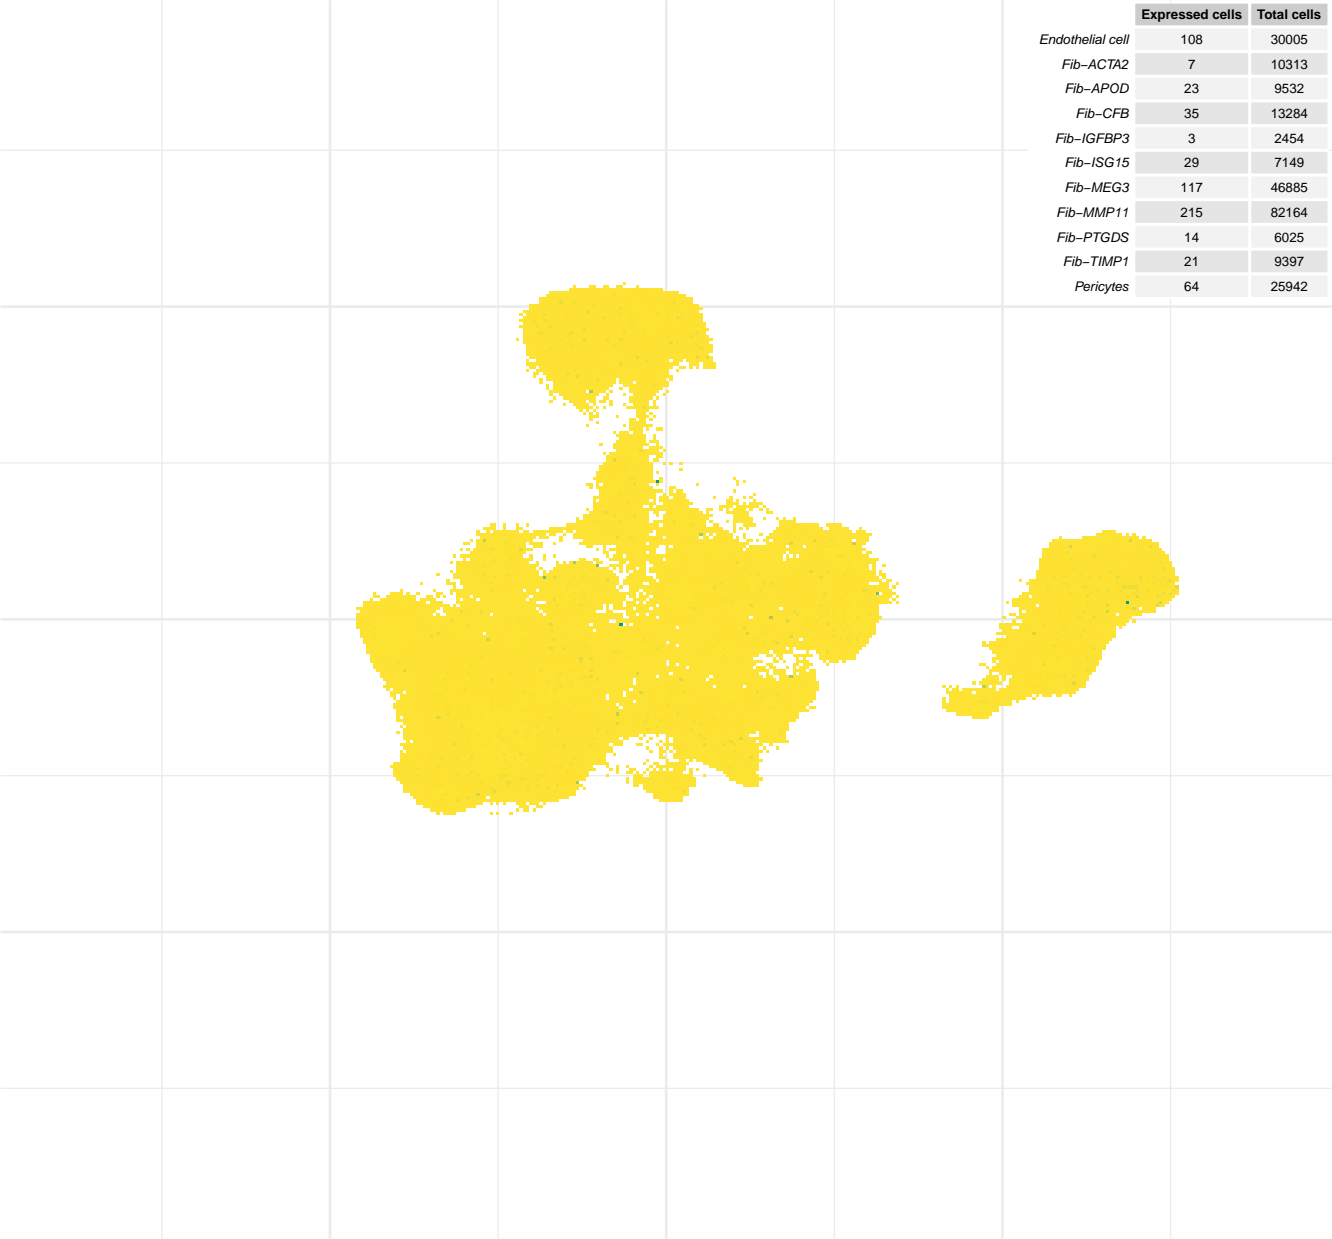 Expressed cells Total cells
Endothelial cell 108 30005
Fib−ACTA2 7 10313
Fib−APOD 23 9532
Fib−CFB 35 13284
Fib−IGFBP3 3 2454
Fib−ISG15 29 7149
Fib−MEG3 117 46885
Fib−MMP11 215 82164
Fib−PTGDS 14 6025
Fib−TIMP1 21 9397
Pericytes 64 25942